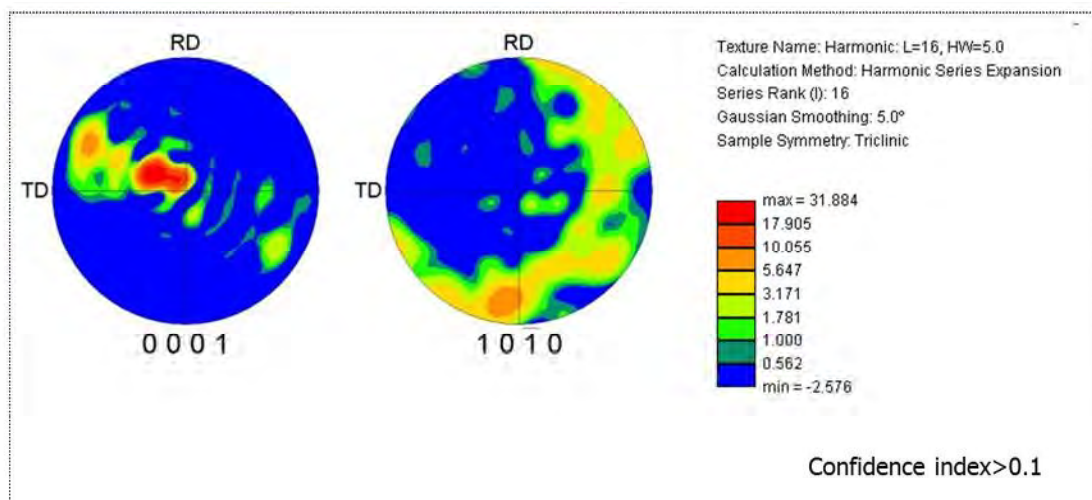 RD
TD
0 0 0 1
RD
TD
1 0 1̅ 0
Texture Name: Harmonic: L=16, HW=5.0
Calculation Method: Harmonic Series Expansion
Series Rank (l): 16
Gaussian Smoothing: 5.0°
Sample Symmetry: Triclinic
max = 31.884
17.905
10.055
5.647
3.171
1.781
1.000
0.562
min = -2.576
Confidence index>0.1